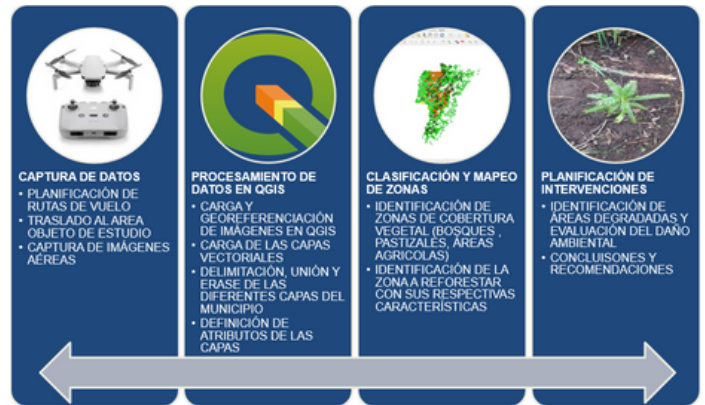 CAPTURA DE DATOS
• PLANIFICACIÓN DE
RUTAS DE VUELO
• TRASLADO AL AREA
OBJETO DE ESTUDIO
• CAPTURA DE IMÁGENES
AÉREAS
PROCESAMIENTO DE
DATOS EN QGIS
• CARGA Y
GEOREFERENCIACIÓN
DE IMÁGENES EN QGIS
• CARGA DE LAS CAPAS
VECTORIALES
• DELIMITACIÓN, UNIÓN Y
ERASE DE LAS
DIFERENTES CAPAS DEL
MUNICIPIO
• DEFINICIÓN DE
ATRIBUTOS DE LAS
CAPAS
CLASIFICACIÓN Y MAPEO
DE ZONAS
• IDENTIFICACIÓN DE
ZONAS DE COBERTURA
VEGETAL (BOSQUES ,
PASTIZALES, ÁREAS
AGRICOLAS)
• IDENTIFICACIÓN DE LA
ZONA A REFORESTAR
CON SUS RESPECTIVAS
CARACTERÍSTICAS
PLANIFICACIÓN DE
INTERVENCIONES
• IDENTIFICACIÓN DE
ÁREAS DEGRADADAS Y
EVALUACIÓN DEL DAÑO
AMBIENTAL
• CONCLUISONES Y
RECOMENDACIONES